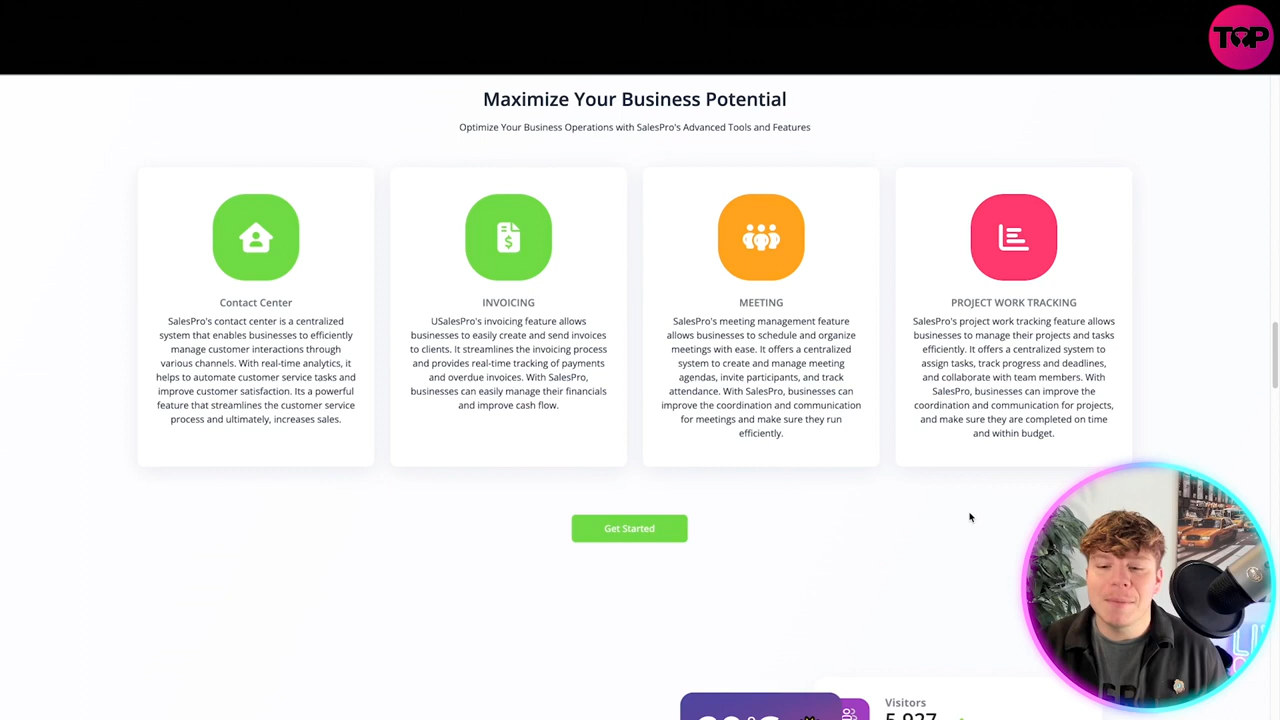 TOP
Maximize Your Business Potential
Optimize Your Business Operations with SalesPro's Advanced Tools and Features
Contact Center
SalesPro's contact center is a centralized
system that enables businesses to efficiently
manage customer interactions through
various channels. With real-time analytics, it
helps to automate customer service tasks and
improve customer satisfaction. Its a powerful
feature that streamlines the customer service
process and ultimately, increases sales.
INVOICING
USalesPro's invoicing feature allows
businesses to easily create and send invoices
to clients. It streamlines the invoicing process
and provides real-time tracking of payments
and overdue invoices. With SalesPro,
businesses can easily manage their financials
and improve cash flow.
MEETING
SalesPro's meeting management feature
allows businesses to schedule and organize
meetings with ease. It offers a centralized
system to create and manage meeting
agendas, invite participants, and track
attendance. With SalesPro, businesses can
improve the coordination and communication
for meetings and make sure they run
efficiently.
PROJECT WORK TRACKING
SalesPro's project work tracking feature allows
businesses to manage their projects and tasks
efficiently. It offers a centralized system to
assign tasks, track progress and deadlines,
and collaborate with team members. With
SalesPro, businesses can improve the
coordination and communication for projects,
and make sure they are completed on time
and within budget.
Get Started
Visitors
5,927